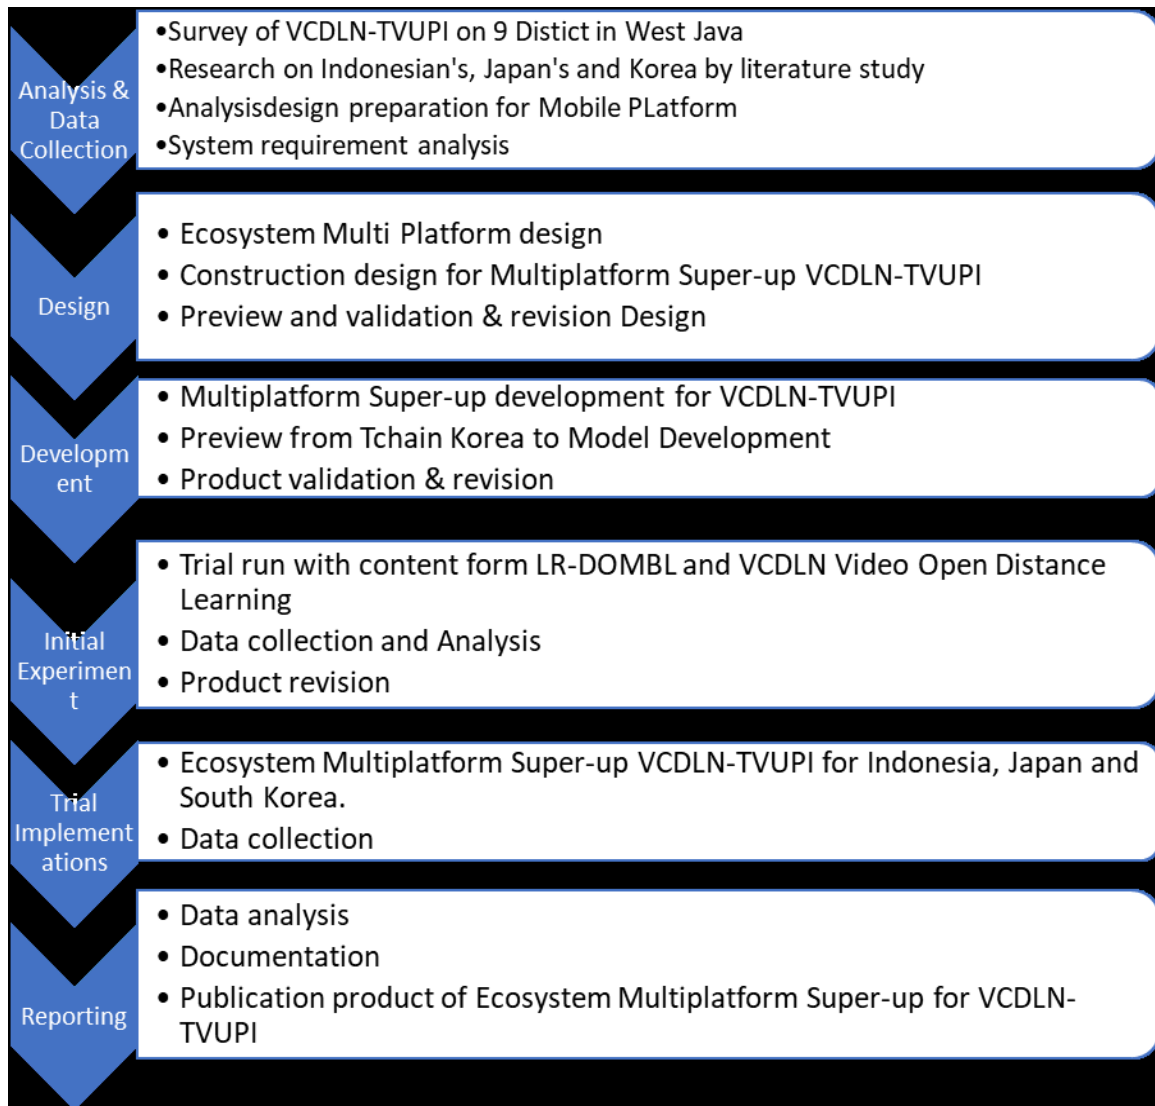 Analysis &
Data
Collection
•Survey of VCDLN-TVUPI on 9 Distict in West Java
•Research on Indonesian's, Japan's and Korea by literature study
•Analysisdesign preparation for Mobile PLatform
•System requirement analysis
Design
• Ecosystem Multi Platform design
• Construction design for Multiplatform Super-up VCDLN-TVUPI
• Preview and validation & revision Design
Developm
ent
• Multiplatform Super-up development for VCDLN-TVUPI
• Preview from Tchain Korea to Model Development
• Product validation & revision
Initial
Experimen
t
• Trial run with content form LR-DOMBL and VCDLN Video Open Distance
Learning
• Data collection and Analysis
• Product revision
Trial
Implement
ations
• Ecosystem Multiplatform Super-up VCDLN-TVUPI for Indonesia, Japan and
South Korea.
• Data collection
Reporting
• Data analysis
• Documentation
• Publication product of Ecosystem Multiplatform Super-up for VCDLN-
TVUPI